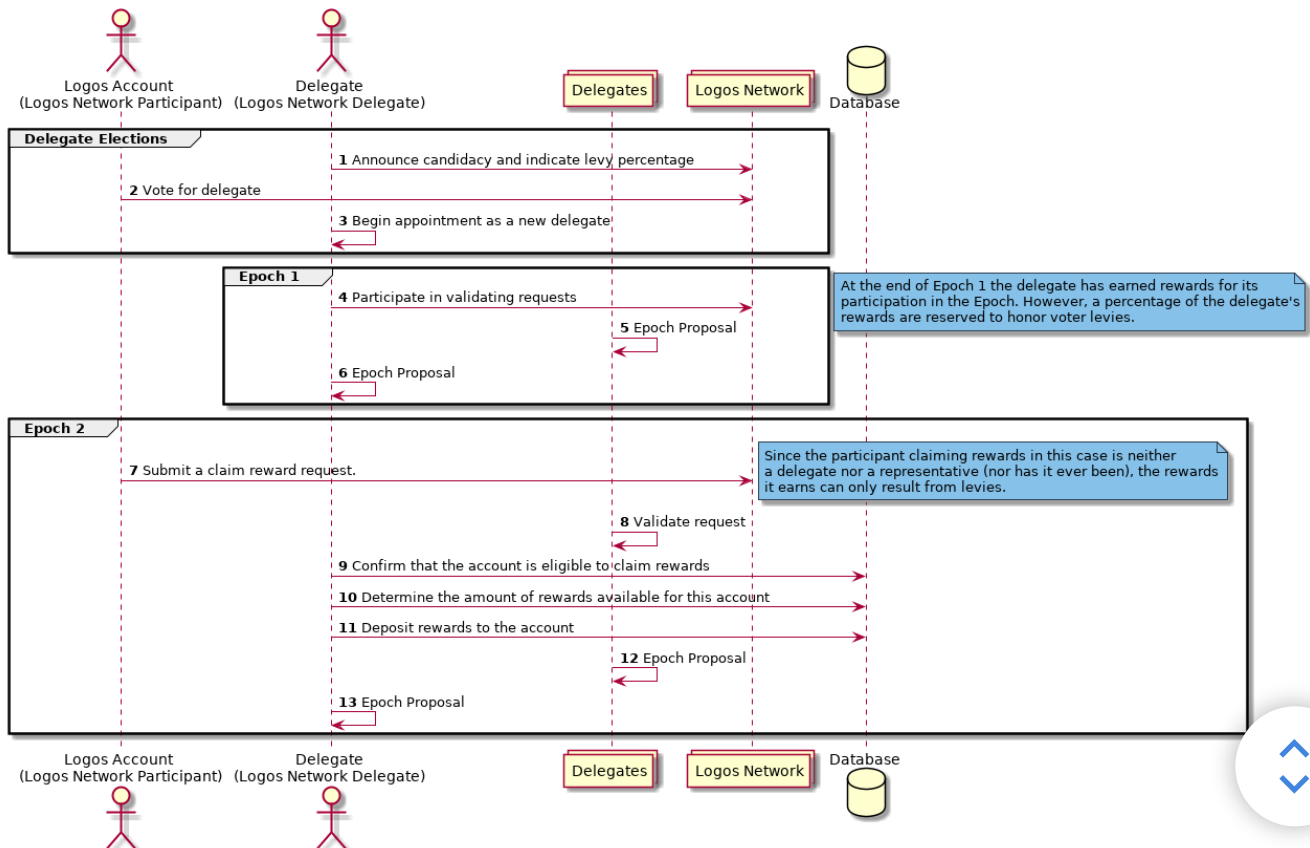 Logos Account
(Logos Network Participant)
Delegate
(Logos Network Delegate)
Delegates
Logos Network
Database
Delegate Elections
1 Announce candidacy and indicate levy percentage
2 Vote for delegate
3 Begin appointment as a new delegate
Epoch 1
4 Participate in validating requests
At the end of Epoch 1 the delegate has earned rewards for its
participation in the Epoch. However, a percentage of the delegate's
rewards are reserved to honor voter levies.
5 Epoch Proposal
6 Epoch Proposal
Epoch 2
7 Submit a claim reward request.
Since the participant claiming rewards in this case is neither
a delegate nor a representative (nor has it ever been), the rewards
it earns can only result from levies.
8 Validate request
9 Confirm that the account is eligible to claim rewards
10 Determine the amount of rewards available for this account
11 Deposit rewards to the account
12 Epoch Proposal
13 Epoch Proposal
Logos Account
(Logos Network Participant)
Delegate
(Logos Network Delegate)
Delegates
Logos Network
Database